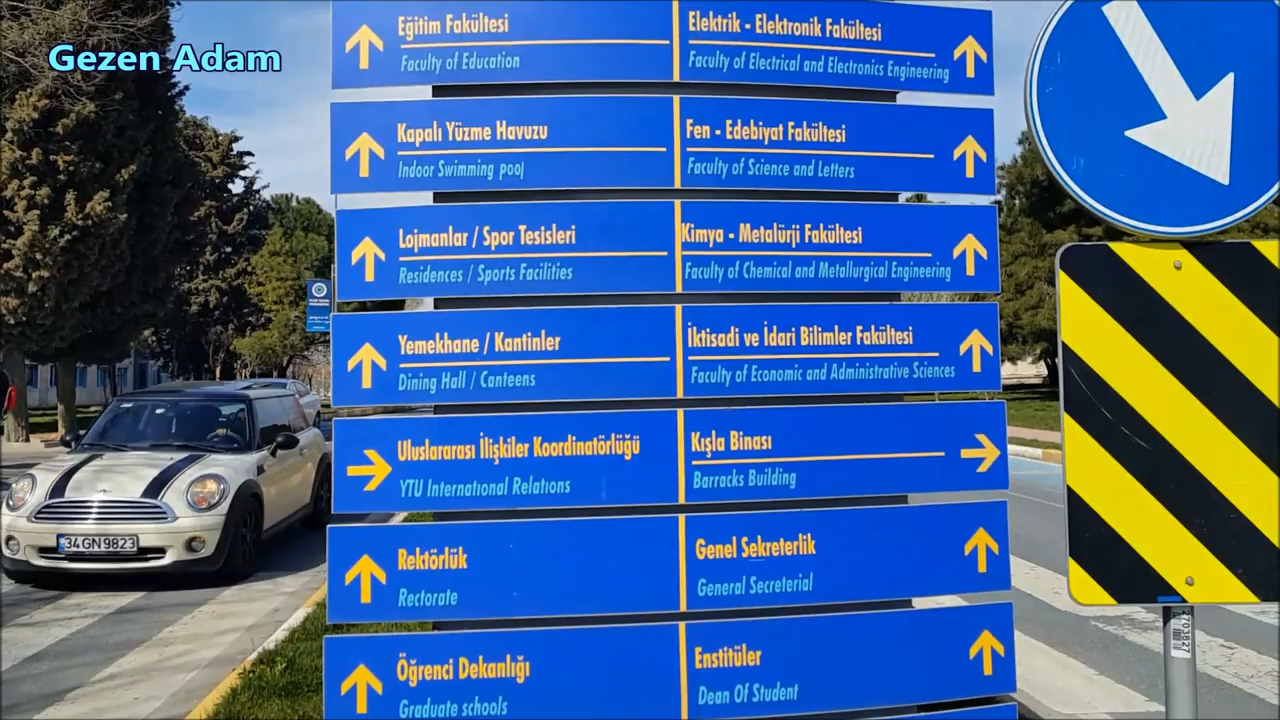 Gezen Adam
Eğitim Fakültesi
Faculty of Education
Elektrik - Elektronik Fakültesi
Faculty of Electrical and Electronics Engineering
Kapalı Yüzme Havuzu
Indoor Swimming pool
Fen - Edebiyat Fakültesi
Faculty of Science and Letters
Lojmanlar / Spor Tesisleri
Residences / Sports Facilities
Kimya - Metalürji Fakültesi
Faculty of Chemical and Metallurgical Engineering
Yemekhane / Kantinler
Dining Hall / Canteens
İktisadi ve İdari Bilimler Fakültesi
Faculty of Economic and Administrative Sciences
Uluslararası İlişkiler Koordinatörlüğü
YTU Internatıonal Relatıons
Kışla Binası
Barracks Building
Rektörlük
Rectorate
Genel Sekreterlik
General Secreterial
Öğrenci Dekanlığı
Graduate schools
Enstitüler
Dean Of Student
34 GN 9823
2703827